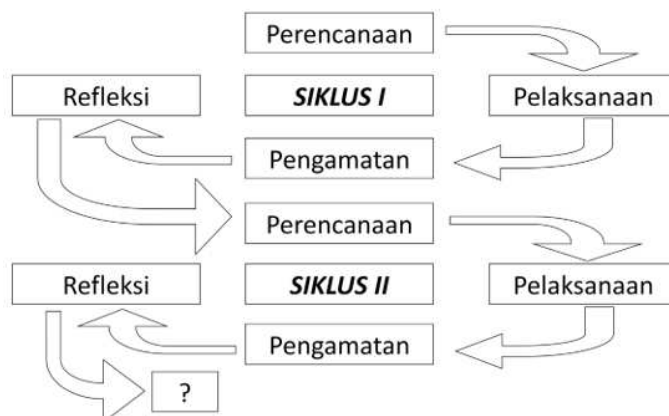 Perencanaan
Refleksi
SIKLUS I
Pelaksanaan
Pengamatan
Perencanaan
Refleksi
SIKLUS II
Pelaksanaan
Pengamatan
?